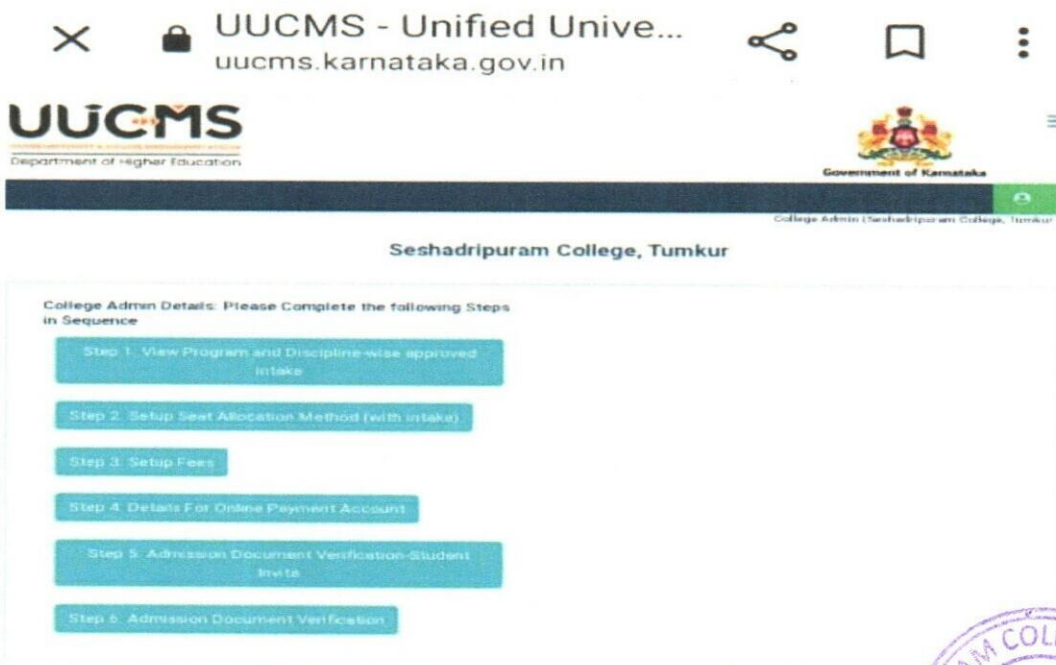 UUCMS - Unified Unive...
uucms.karnataka.gov.in
UUCMS
Department of Higher Education
Government of Karnataka
College Admin (Seshadripuram College, Tumkur
Seshadripuram College, Tumkur
College Admin Details: Please Complete the following Steps
in Sequence
Step 1. View Program and Discipline-wise approved
intake
Step 2. Setup Seat Allocation Method (with intake)
Step 3. Setup Fees
Step 4. Details For Online Payment Account
Step 5. Admission Document Verification-Student
Invite
Step 6. Admission Document Verification